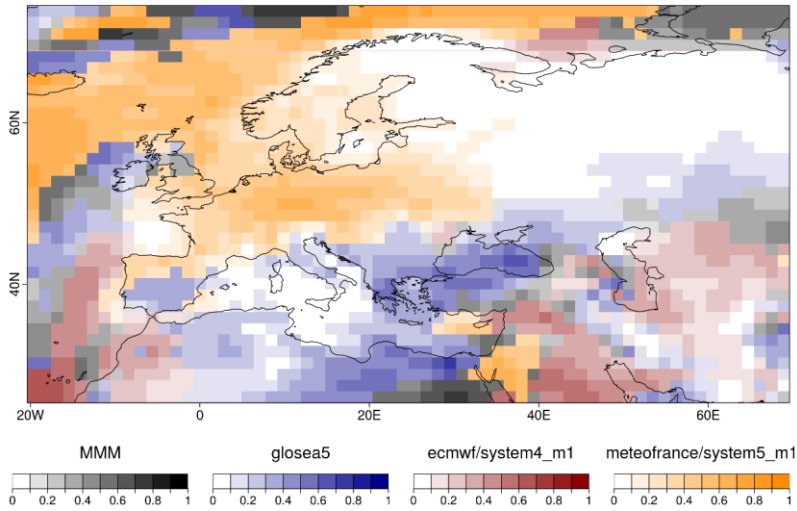 60N
40N
20W 0 20E 40E 60E
MMM glosea5 ecmwf/system4_m1 meteofrance/system5_m1
0 0.2 0.4 0.6 0.8 1 0 0.2 0.4 0.6 0.8 1 0 0.2 0.4 0.6 0.8 1 0 0.2 0.4 0.6 0.8 1